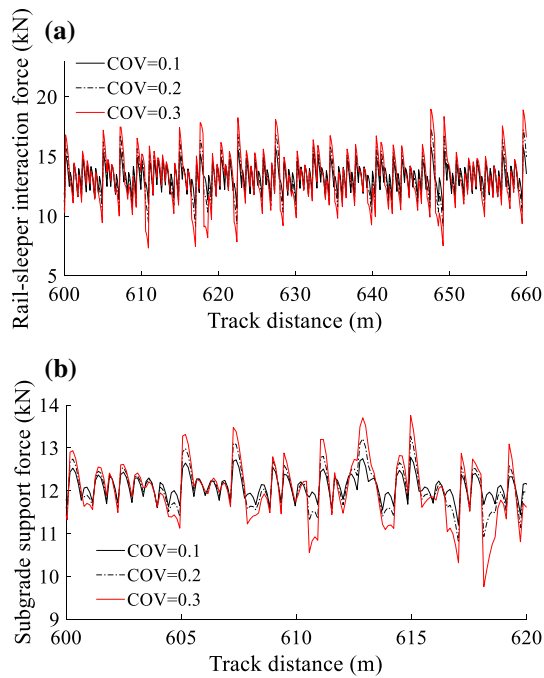 (a)
Rail-sleeper interaction force (kN)
COV=0.1
COV=0.2
COV=0.3
20
15
10
5
600 610 620 630 640 650 660
Track distance (m)
(b)
Subgrade support force (kN)
14
13
12
11
10
9
COV=0.1
COV=0.2
COV=0.3
600 605 610 615 620
Track distance (m)